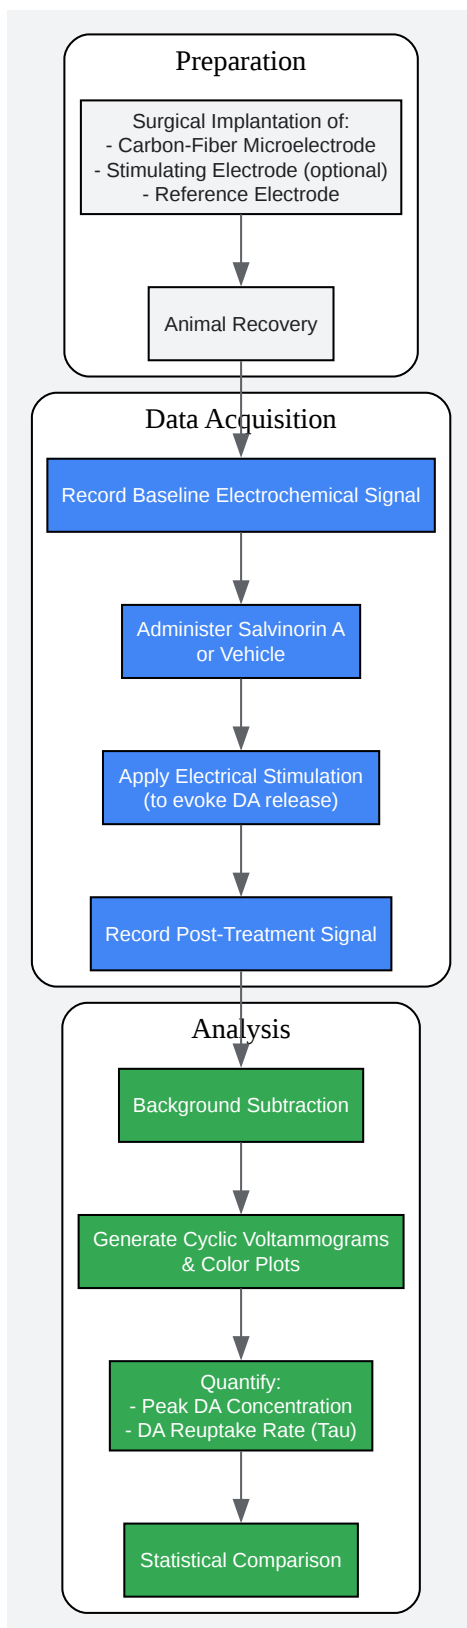 Preparation
Surgical Implantation of:
- Carbon-Fiber Microelectrode
- Stimulating Electrode (optional)
- Reference Electrode
Animal Recovery
Data Acquisition
Record Baseline Electrochemical Signal
Administer Salvinorin A
or Vehicle
Apply Electrical Stimulation
(to evoke DA release)
Record Post-Treatment Signal
Analysis
Background Subtraction
Generate Cyclic Voltammograms
& Color Plots
Quantify:
- Peak DA Concentration
- DA Reuptake Rate (Tau)
Statistical Comparison